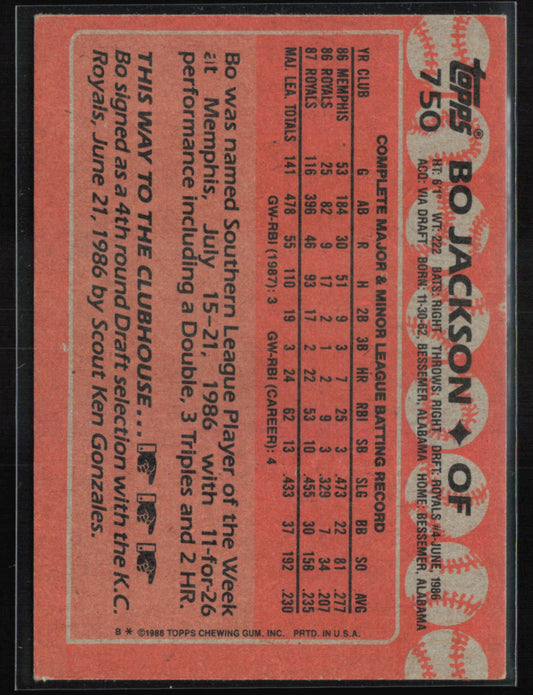 topps®
750
BO JACKSON ✦ OF
HT: 6'1" WT: 222 BATS: RIGHT THROWS: RIGHT DRFT: ROYALS #4-JUNE, 1986
ACQ: VIA DRAFT BORN: 11-30-62, BESSEMER, ALABAMA HOME: BESSEMER, ALABAMA
COMPLETE MAJOR & MINOR LEAGUE BATTING RECORD
YR CLUB G AB R H 2B 3B HR RBI SB SLG BB SO AVG
86 MEMPHIS 53 184 30 51 9 3 7 25 3 .473 22 81 .277
86 ROYALS 25 82 9 17 2 1 2 9 3 .329 7 34 .207
87 ROYALS 116 396 46 93 17 2 22 53 10 .455 30 158 .235
MAJ. LEA. TOTALS 141 478 55 110 19 3 24 62 13 .433 37 192 .230
GW-RBI (1987): 3 GW-RBI (CAREER): 4
Bo was named Southern League Player of the Week
at Memphis, July 15-21, 1986 with 11-for-26
performance including a Double, 3 Triples and 2 HR.
THIS WAY TO THE CLUBHOUSE...
Bo signed as a 4th round Draft selection with the K.C.
Royals, June 21, 1986 by Scout Ken Gonzales.
B * ©1988 TOPPS CHEWING GUM, INC. PRTD. IN U.S.A.